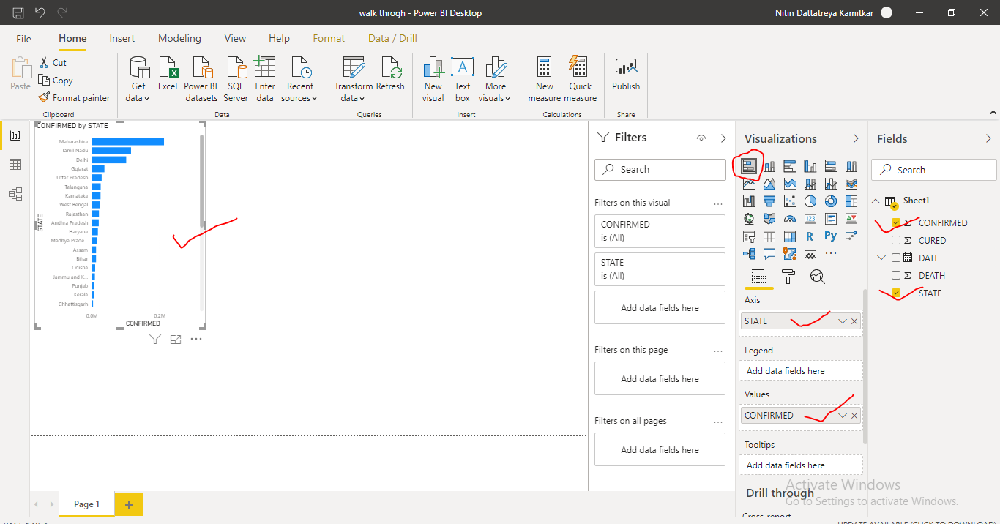 walk throgh - Power BI Desktop
Nitin Dattatreya Kamitkar
File Home Insert Modeling View Help Format Data / Drill
Paste
Cut
Copy
Format painter
Clipboard
Get data
Excel
Power BI datasets
SQL Server
Enter data
Recent sources
Data
Transform data
Refresh
Queries
New visual
A
Text box
More visuals
Insert
New measure
Quick measure
Calculations
Publish
Share
CONFIRMED by STATE
Maharashtra
Tamil Nadu
Delhi
Gujarat
Uttar Pradesh
Telangana
Karnataka
West Bengal
Rajasthan
Andhra Pradesh
Haryana
Madhya Prade...
Assam
Bihar
Odisha
Jammu and K...
Punjab
Kerala
Chhattisgarh
STATE
0.0M 0.2M
CONFIRMED
Filters
Search
Filters on this visual
CONFIRMED
is (All)
STATE
is (All)
Add data fields here
Filters on this page
Add data fields here
Filters on all pages
Add data fields here
Visualizations
123
R
Py
Axis
STATE
Legend
Add data fields here
Values
CONFIRMED
Tooltips
Add data fields here
Drill through
Cross-report
Fields
Search
Sheet1
Σ CONFIRMED
Σ CURED
DATE
Σ DEATH
STATE
Activate Windows
Go to Settings to activate Windows.
Page 1
PAGE 1 OF 1
UPDATE AVAILABLE (CLICK TO DOWNLOAD)